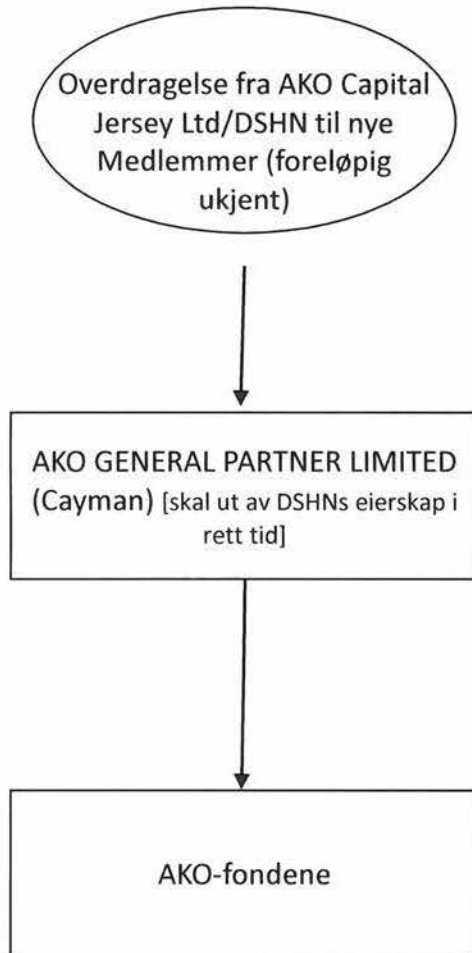 Overdragelse fra AKO Capital
Jersey Ltd/DSHN til nye
Medlemmer (foreløpig
ukjent)
AKO GENERAL PARTNER LIMITED
(Cayman) [skal ut av DSHNs eierskap i
rett tid]
AKO-fondene